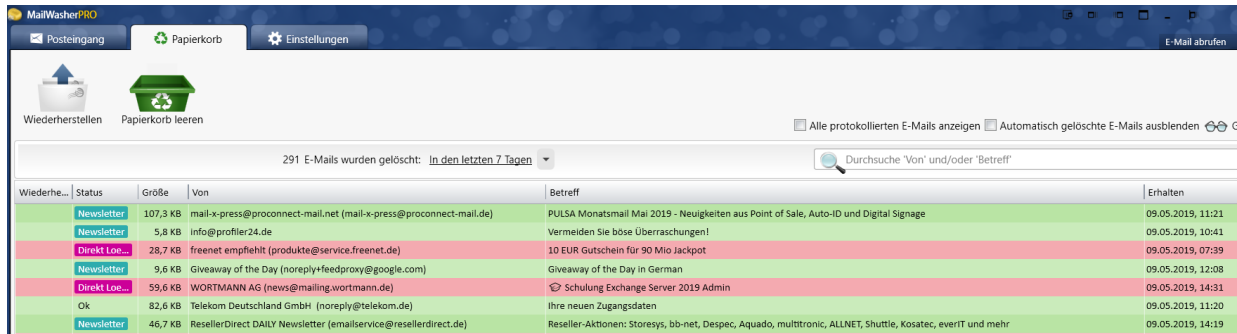 MailWasherPRO
Posteingang Papierkorb Einstellungen E-Mail abrufen
Wiederherstellen Papierkorb leeren
Alle protokollierten E-Mails anzeigen Automatisch gelöschte E-Mails ausblenden G
291 E-Mails wurden gelöscht: In den letzten 7 Tagen Durchsuche 'Von' und/oder 'Betreff'
Wiederhe... Status Größe Von Betreff Erhalten
Newsletter 107,3 KB mail-x-press@proconnect-mail.net (mail-x-press@proconnect-mail.de) PULSA Monatsmail Mai 2019 - Neuigkeiten aus Point of Sale, Auto-ID und Digital Signage 09.05.2019, 11:21
Newsletter 5,8 KB info@profiler24.de Vermeiden Sie böse Überraschungen! 09.05.2019, 10:41
Direkt Loe... 28,7 KB freenet empfiehlt (produkte@service.freenet.de) 10 EUR Gutschein für 90 Mio Jackpot 09.05.2019, 07:39
Newsletter 9,6 KB Giveaway of the Day (noreply+feedproxy@google.com) Giveaway of the Day in German 09.05.2019, 12:08
Direkt Loe... 59,6 KB WORTMANN AG (news@mailing.wortmann.de) Schulung Exchange Server 2019 Admin 09.05.2019, 14:31
Ok 82,6 KB Telekom Deutschland GmbH (noreply@telekom.de) Ihre neuen Zugangsdaten 09.05.2019, 11:20
Newsletter 46,7 KB ResellerDirect DAILY Newsletter (emailservice@resellerdirect.de) Reseller-Aktionen: Storesys, bb-net, Despec, Aquado, multitronic, ALLNET, Shuttle, Kosatec, everIT und mehr 09.05.2019, 14:19